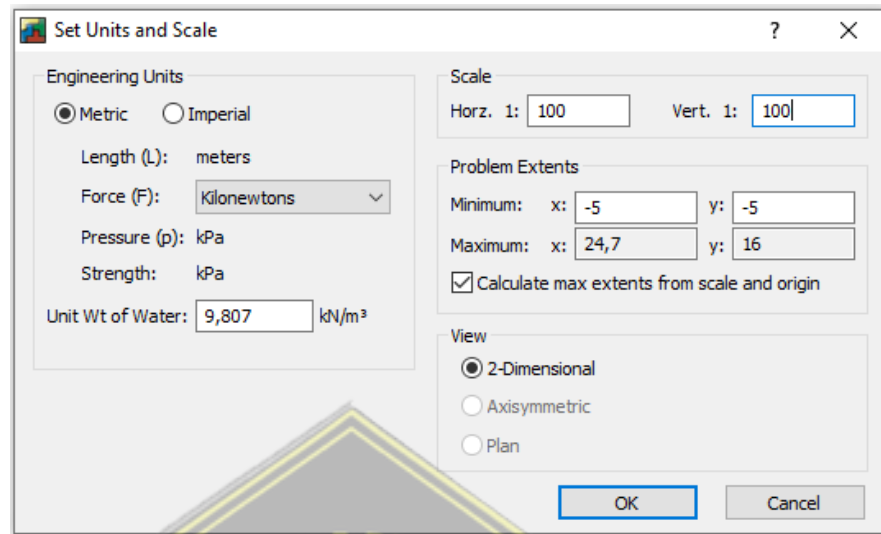 Set Units and Scale ? ×
Engineering Units
Metric Imperial
Length (L): meters
Force (F): Kilonewtons
Pressure (p): kPa
Strength: kPa
Unit Wt of Water: 9,807 kN/m³
Scale
Horz. 1: 100 Vert. 1: 100
Problem Extents
Minimum: x: -5 y: -5
Maximum: x: 24,7 y: 16
Calculate max extents from scale and origin
View
2-Dimensional
Axisymmetric
Plan
OK Cancel